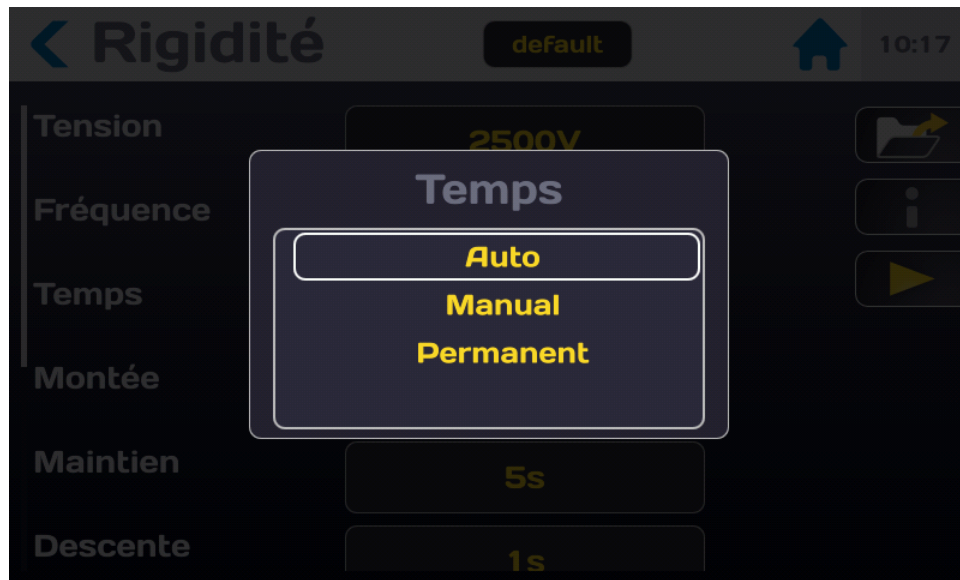 Rigidité default 10:17
Tension 2500V
Temps
Fréquence
Auto
Temps
Manual
Permanent
Montée
Maintien 5s
Descente 1s